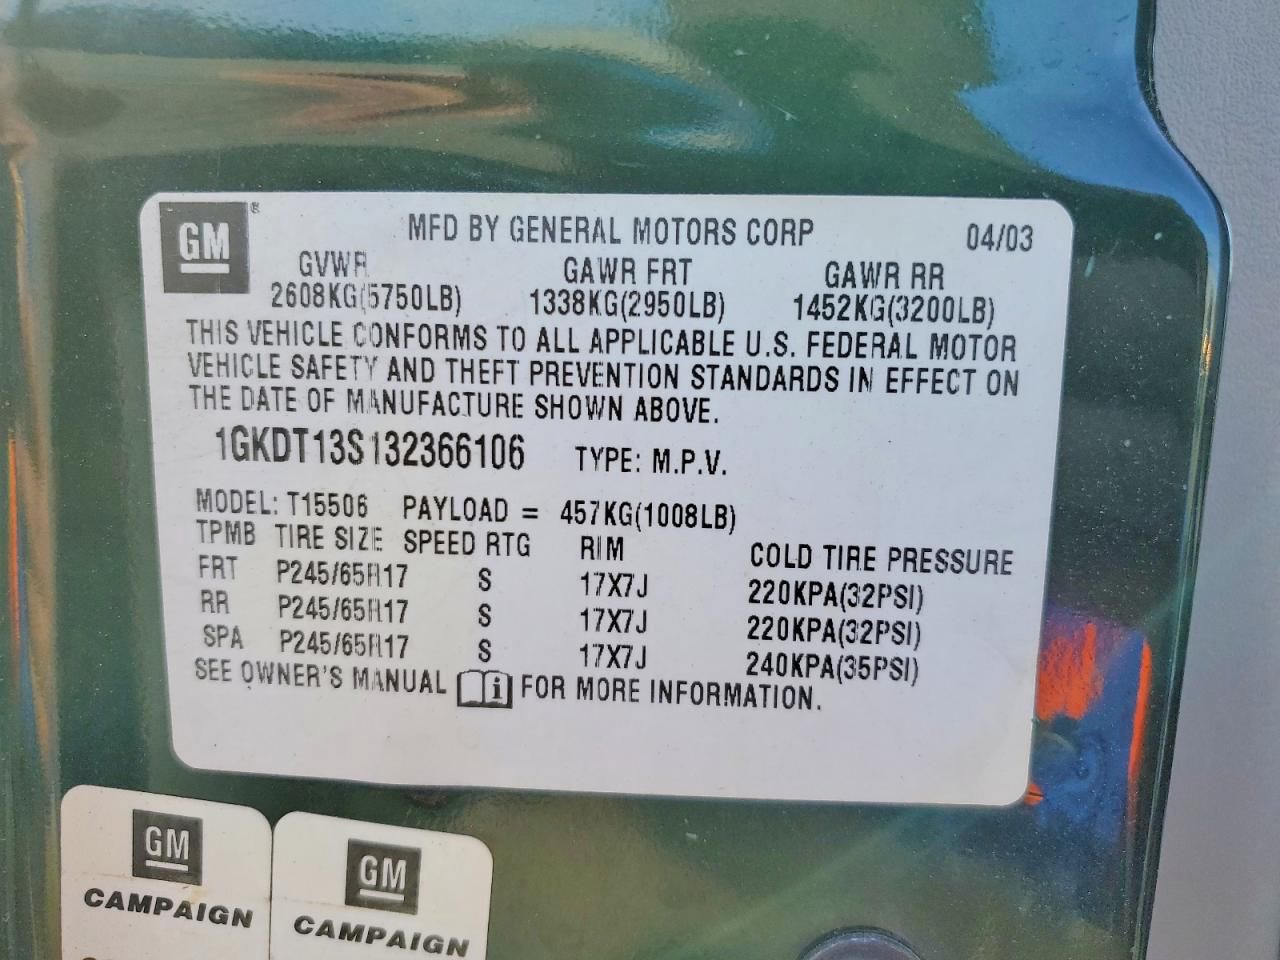 GM ® MFD BY GENERAL MOTORS CORP 04/03
GVWR GAWR FRT GAWR RR
2608KG(5750LB) 1338KG(2950LB) 1452KG(3200LB)
THIS VEHICLE CONFORMS TO ALL APPLICABLE U.S. FEDERAL MOTOR
VEHICLE SAFETY AND THEFT PREVENTION STANDARDS IN EFFECT ON
THE DATE OF MANUFACTURE SHOWN ABOVE.
1GKDT13S132366106 TYPE: M.P.V.
MODEL: T15506 PAYLOAD = 457KG(1008LB)
TPMB TIRE SIZE SPEED RTG RIM COLD TIRE PRESSURE
FRT P245/65R17 S 17X7J 220KPA(32PSI)
RR P245/65R17 S 17X7J 220KPA(32PSI)
SPA P245/65R17 S 17X7J 240KPA(35PSI)
SEE OWNER'S MANUAL i FOR MORE INFORMATION.
GM
CAMPAIGN
GM
CAMPAIGN